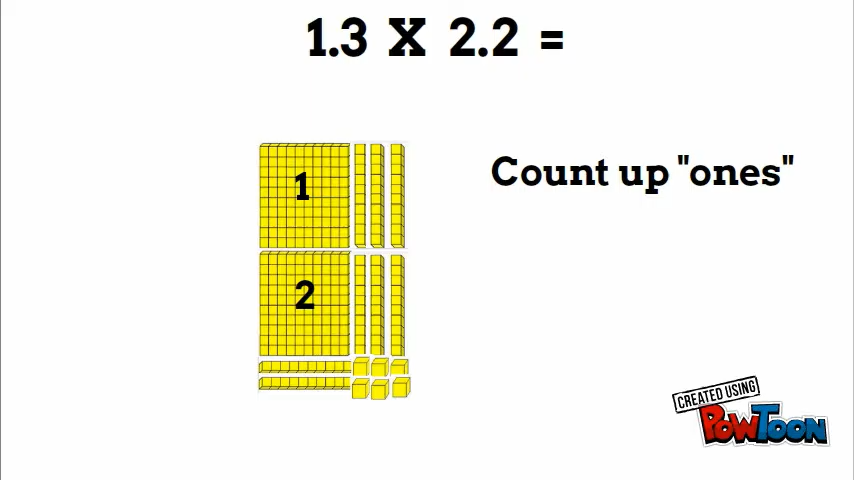 1.3 X 2.2 =
1
Count up "ones"
2
CREATED USING
POWTOON